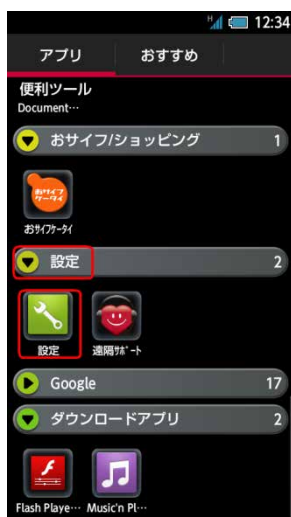 H 12:34
アプリ おすすめ
便利ツール
Document…
おサイフ/ショッピング 1
おサイフ
ケータイ
おサイフケータイ
設定 2
設定 遠隔サポート
Google 17
ダウンロードアプリ 2
Flash Playe… Music'n Pl…